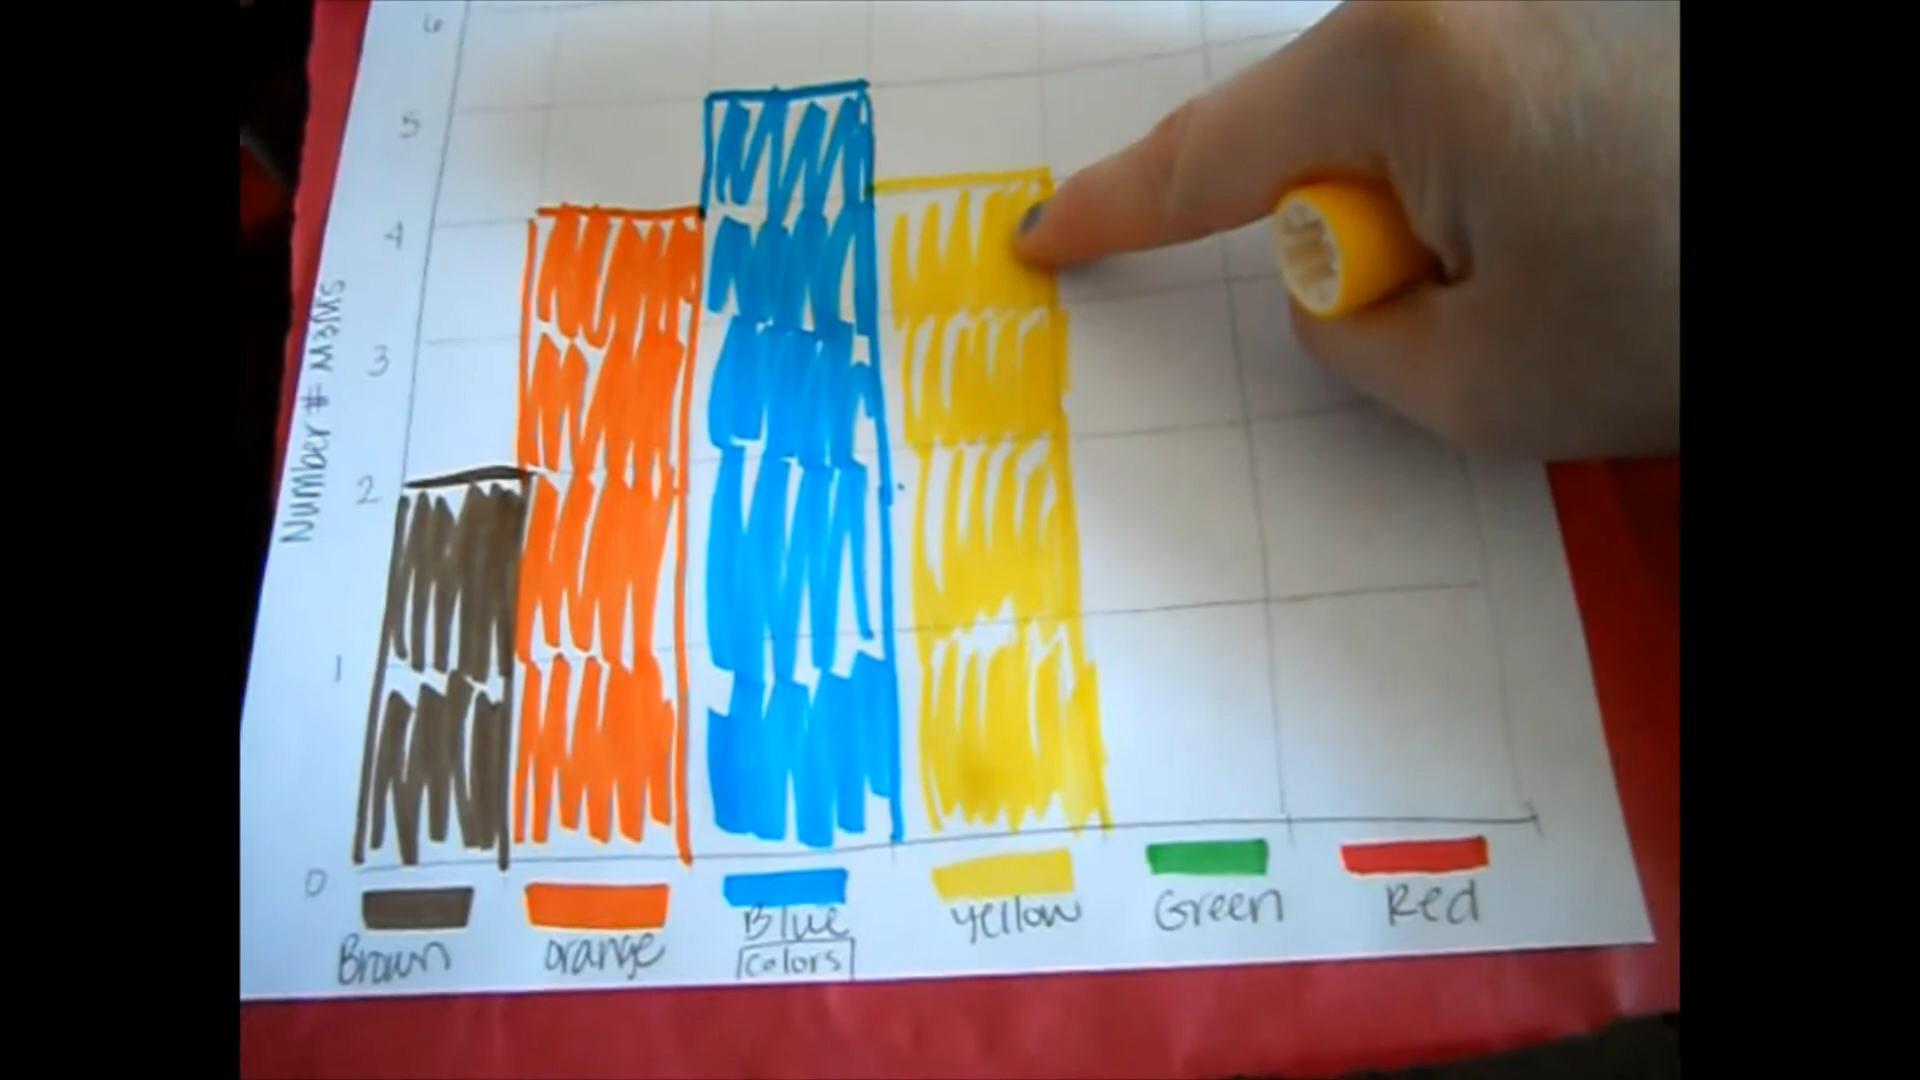 6
5
4
3
2
1
0
Number # M&Ms
Brown
orange
Blue
yellow
Green
Red
Colors